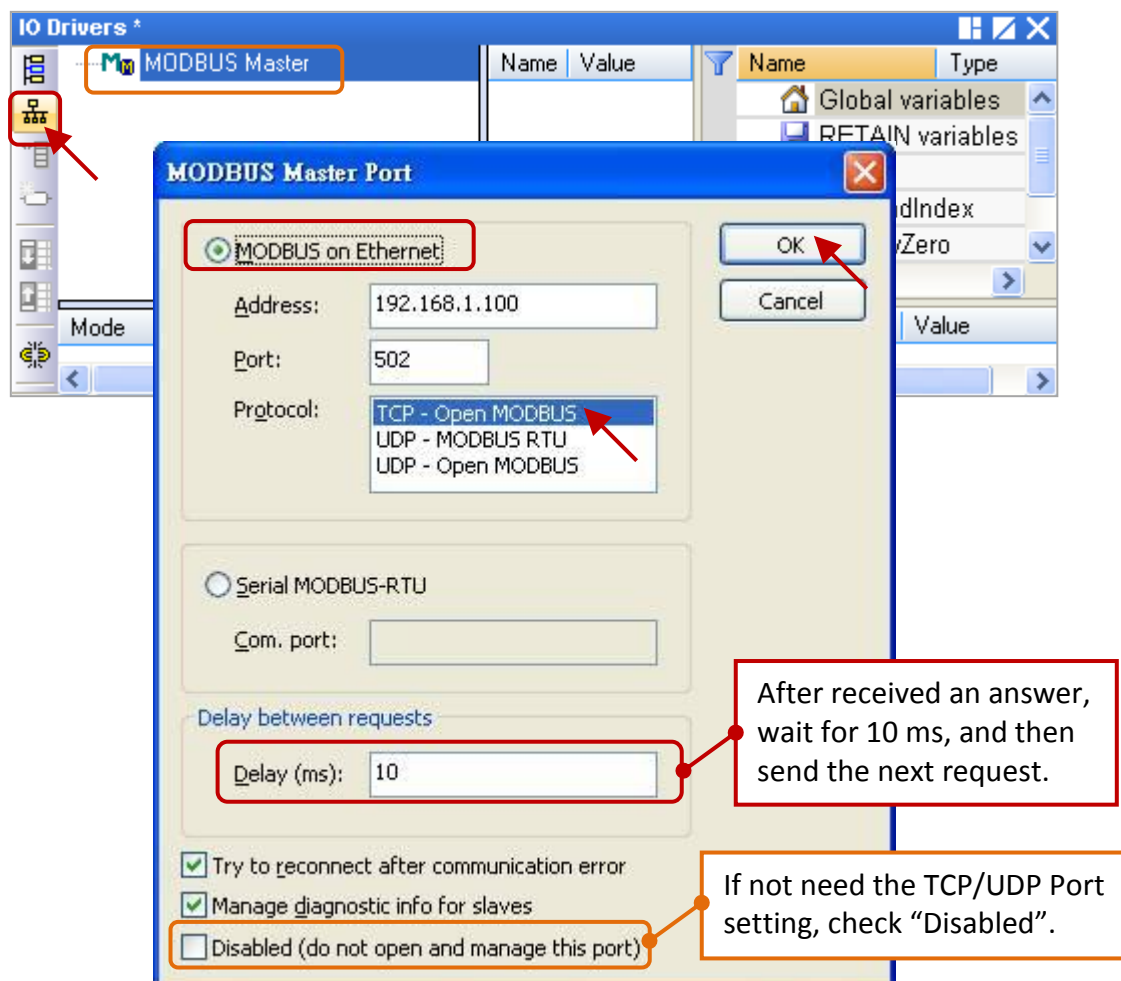 IO Drivers *
MODBUS Master
Name Value
Name Type
Global variables
RETAIN variables
dIndex
Zero
Mode
Value
MODBUS Master Port
MODBUS on Ethernet
OK
Address: 192.168.1.100
Cancel
Port: 502
Protocol: TCP - Open MODBUS
UDP - MODBUS RTU
UDP - Open MODBUS
Serial MODBUS-RTU
Com. port:
Delay between requests
Delay (ms): 10
After received an answer,
wait for 10 ms, and then
send the next request.
Try to reconnect after communication error
Manage diagnostic info for slaves
Disabled (do not open and manage this port)
If not need the TCP/UDP Port
setting, check “Disabled”.